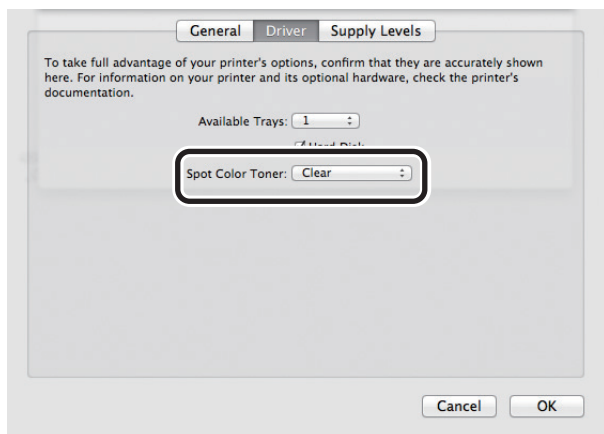 General Driver Supply Levels
To take full advantage of your printer's options, confirm that they are accurately shown
here. For information on your printer and its optional hardware, check the printer's
documentation.
Available Trays: 1
Hard Disk
Spot Color Toner: Clear
Cancel OK